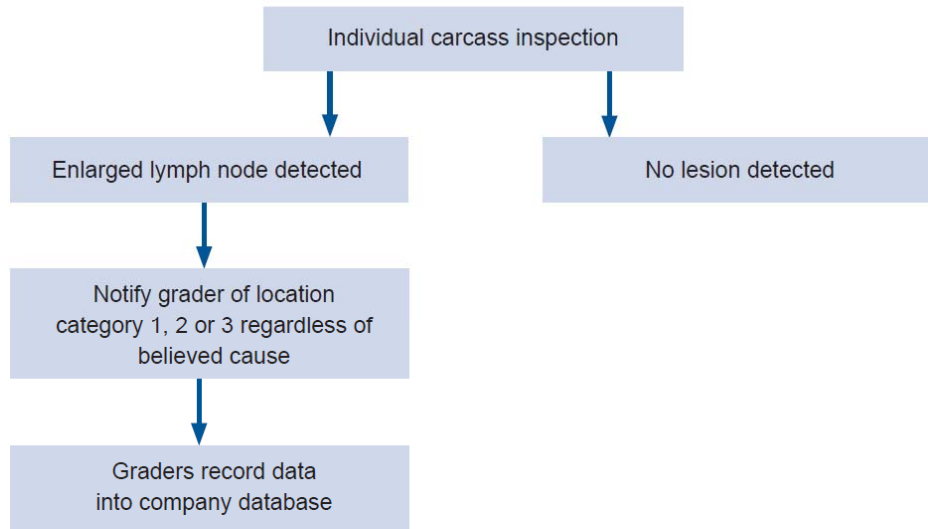 Individual carcass inspection
Enlarged lymph node detected
No lesion detected
Notify grader of location
category 1, 2 or 3 regardless of
believed cause
Graders record data
into company database